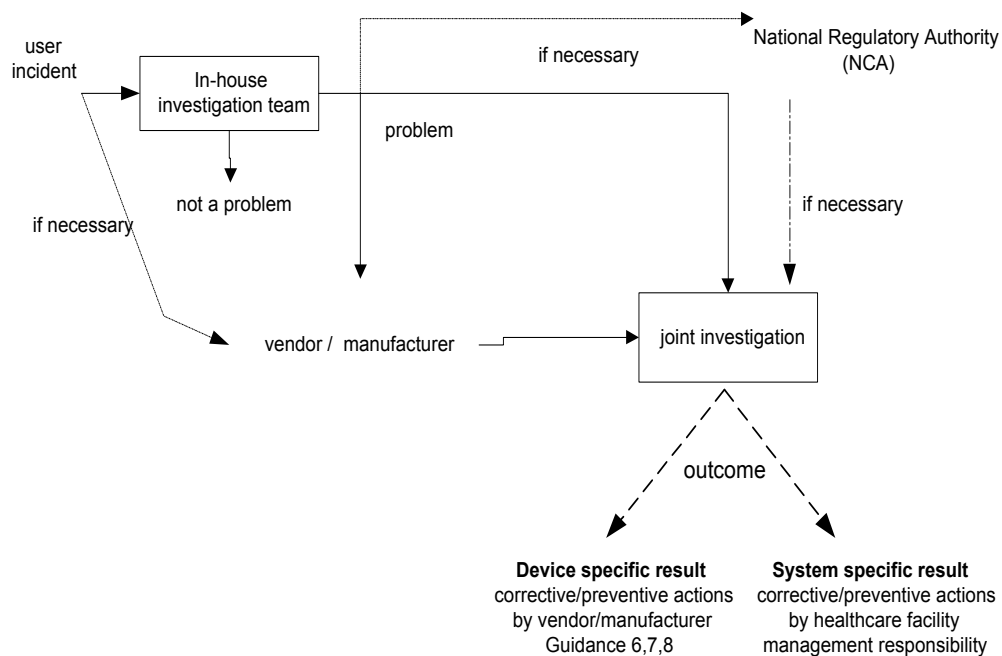 user
incident
In-house
investigation team
if necessary
National Regulatory Authority
(NCA)
problem
not a problem
if necessary
if necessary
vendor / manufacturer
joint investigation
outcome
Device specific result
corrective/preventive actions
by vendor/manufacturer
Guidance 6,7,8
System specific result
corrective/preventive actions
by healthcare facility
management responsibility